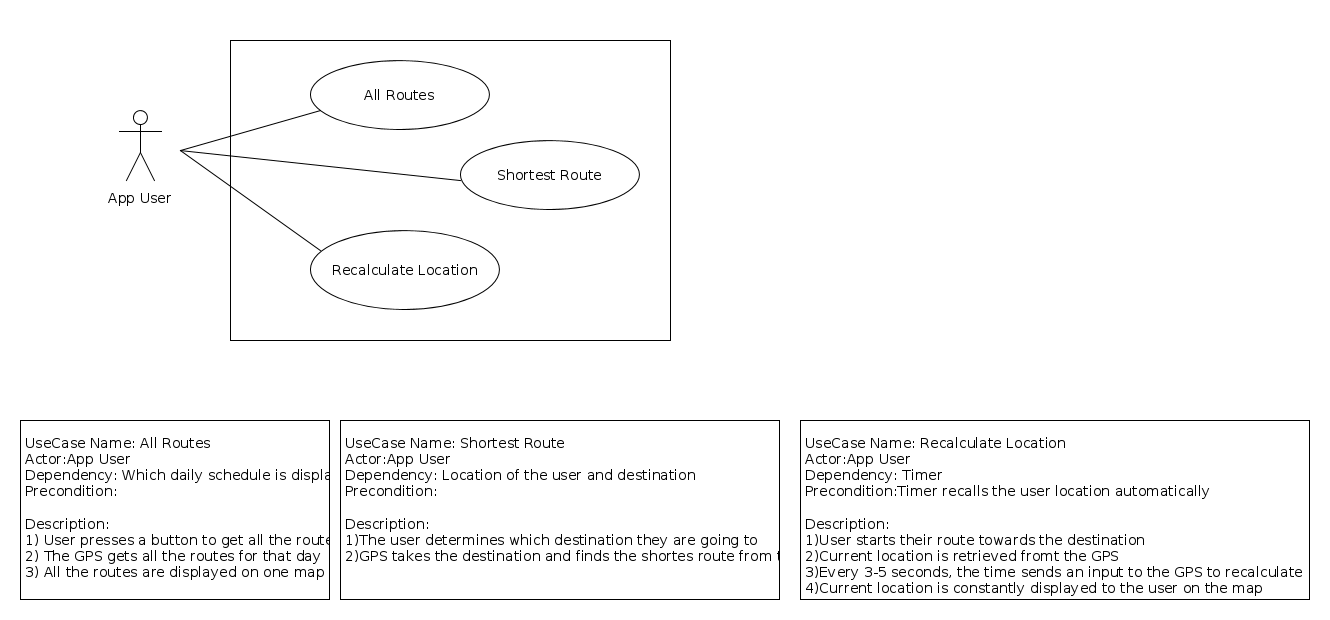 All Routes
Shortest Route
App User
Recalculate Location
UseCase Name: All Routes
Actor:App User
Dependency: Which daily schedule is displa
Precondition:
Description:
1) User presses a button to get all the route
2) The GPS gets all the routes for that day
3) All the routes are displayed on one map
UseCase Name: Shortest Route
Actor:App User
Dependency: Location of the user and destination
Precondition:
Description:
1)The user determines which destination they are going to
2)GPS takes the destination and finds the shortes route from
UseCase Name: Recalculate Location
Actor:App User
Dependency: Timer
Precondition:Timer recalls the user location automatically
Description:
1)User starts their route towards the destination
2)Current location is retrieved fromt the GPS
3)Every 3-5 seconds, the time sends an input to the GPS to recalculate
4)Current location is constantly displayed to the user on the map